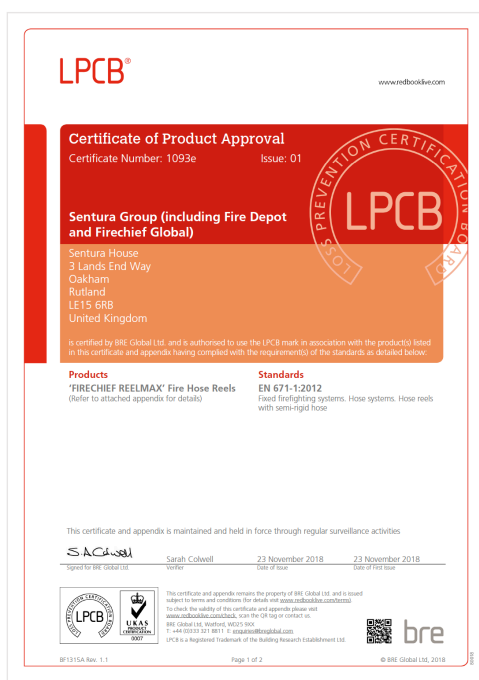 LPCB®
www.redbooklive.com
Certificate of Product Approval
Certificate Number: 1093e
Issue: 01
LOSS PREVENTION CERTIFICATION BOARD
LPCB
Sentura Group (including Fire Depot
and Firechief Global)
Sentura House
3 Lands End Way
Oakham
Rutland
LE15 6RB
United Kingdom
is certified by BRE Global Ltd. and is authorised to use the LPCB mark in association with the product(s) listed
in this certificate and appendix having complied with the requirement(s) of the standards as detailed below:
Products
'FIRECHIEF REELMAX' Fire Hose Reels
(Refer to attached appendix for details)
Standards
EN 671-1:2012
Fixed firefighting systems. Hose systems. Hose reels
with semi-rigid hose
This certificate and appendix is maintained and held in force through regular surveillance activities
S.A Colwell
Signed for BRE Global Ltd.
Sarah Colwell
Verifier
23 November 2018
Date of Issue
23 November 2018
Date of First Issue
LOSS PREVENTION CERTIFICATION BOARD
LPCB
UKAS
PRODUCT
CERTIFICATION
0007
This certificate and appendix remains the property of BRE Global Ltd. and is issued
subject to terms and conditions (for details visit www.redbooklive.com/terms)
To check the validity of this certificate and appendix please visit
www.redbooklive.com/check, scan the QR tag or contact us.
BRE Global Ltd, Watford, WD25 9XX
T: +44 (0)333 321 8811 E: enquiries@breglobal.com
LPCB is a Registered Trademark of the Building Research Establishment Ltd.
bre
BF1315A Rev. 1.1
Page 1 of 2
© BRE Global Ltd, 2018